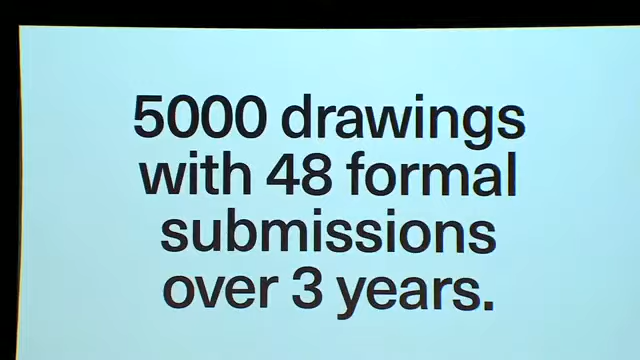 5000 drawings
with 48 formal
submissions
over 3 years.